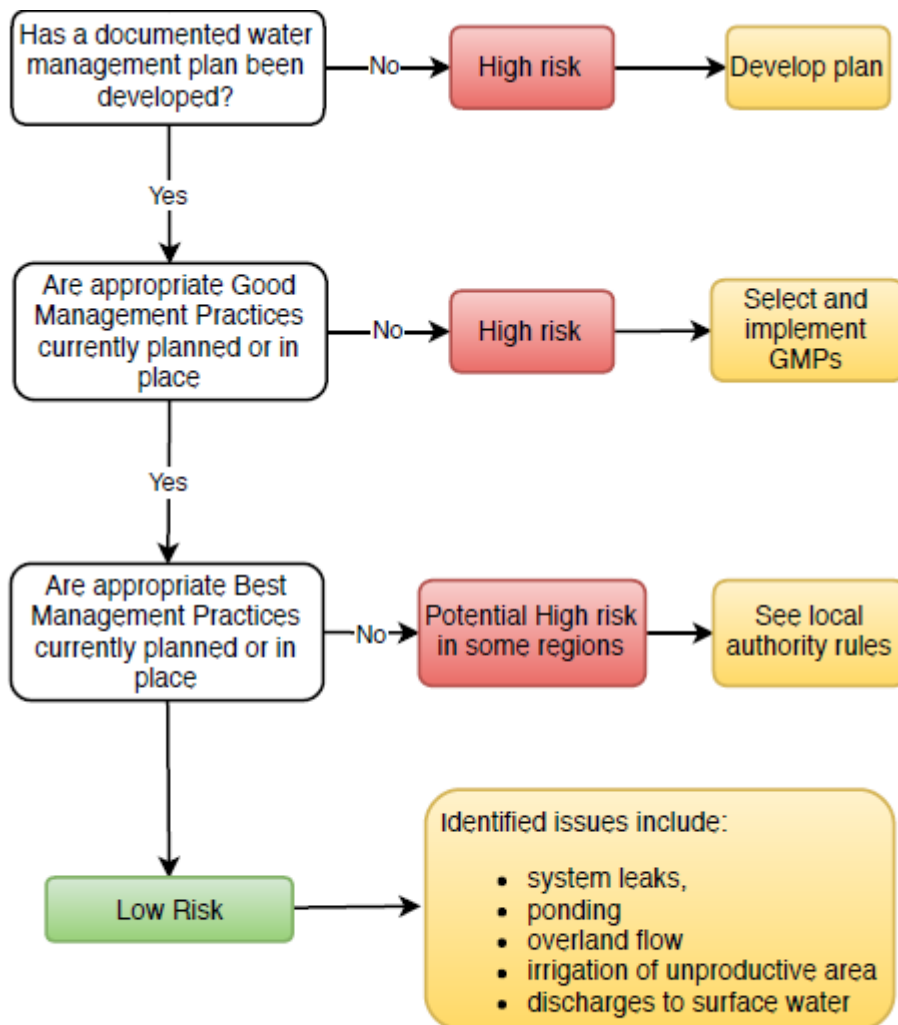 Has a documented water
management plan been
developed?
No
High risk
Develop plan
Yes
Are appropriate Good
Management Practices
currently planned or in
place
No
High risk
Select and
implement
GMPs
Yes
Are appropriate Best
Management Practices
currently planned or in
place
No
Potential High risk
in some regions
See local
authority rules
Low Risk
Identified issues include:
• system leaks,
• ponding
• overland flow
• irrigation of unproductive area
• discharges to surface water